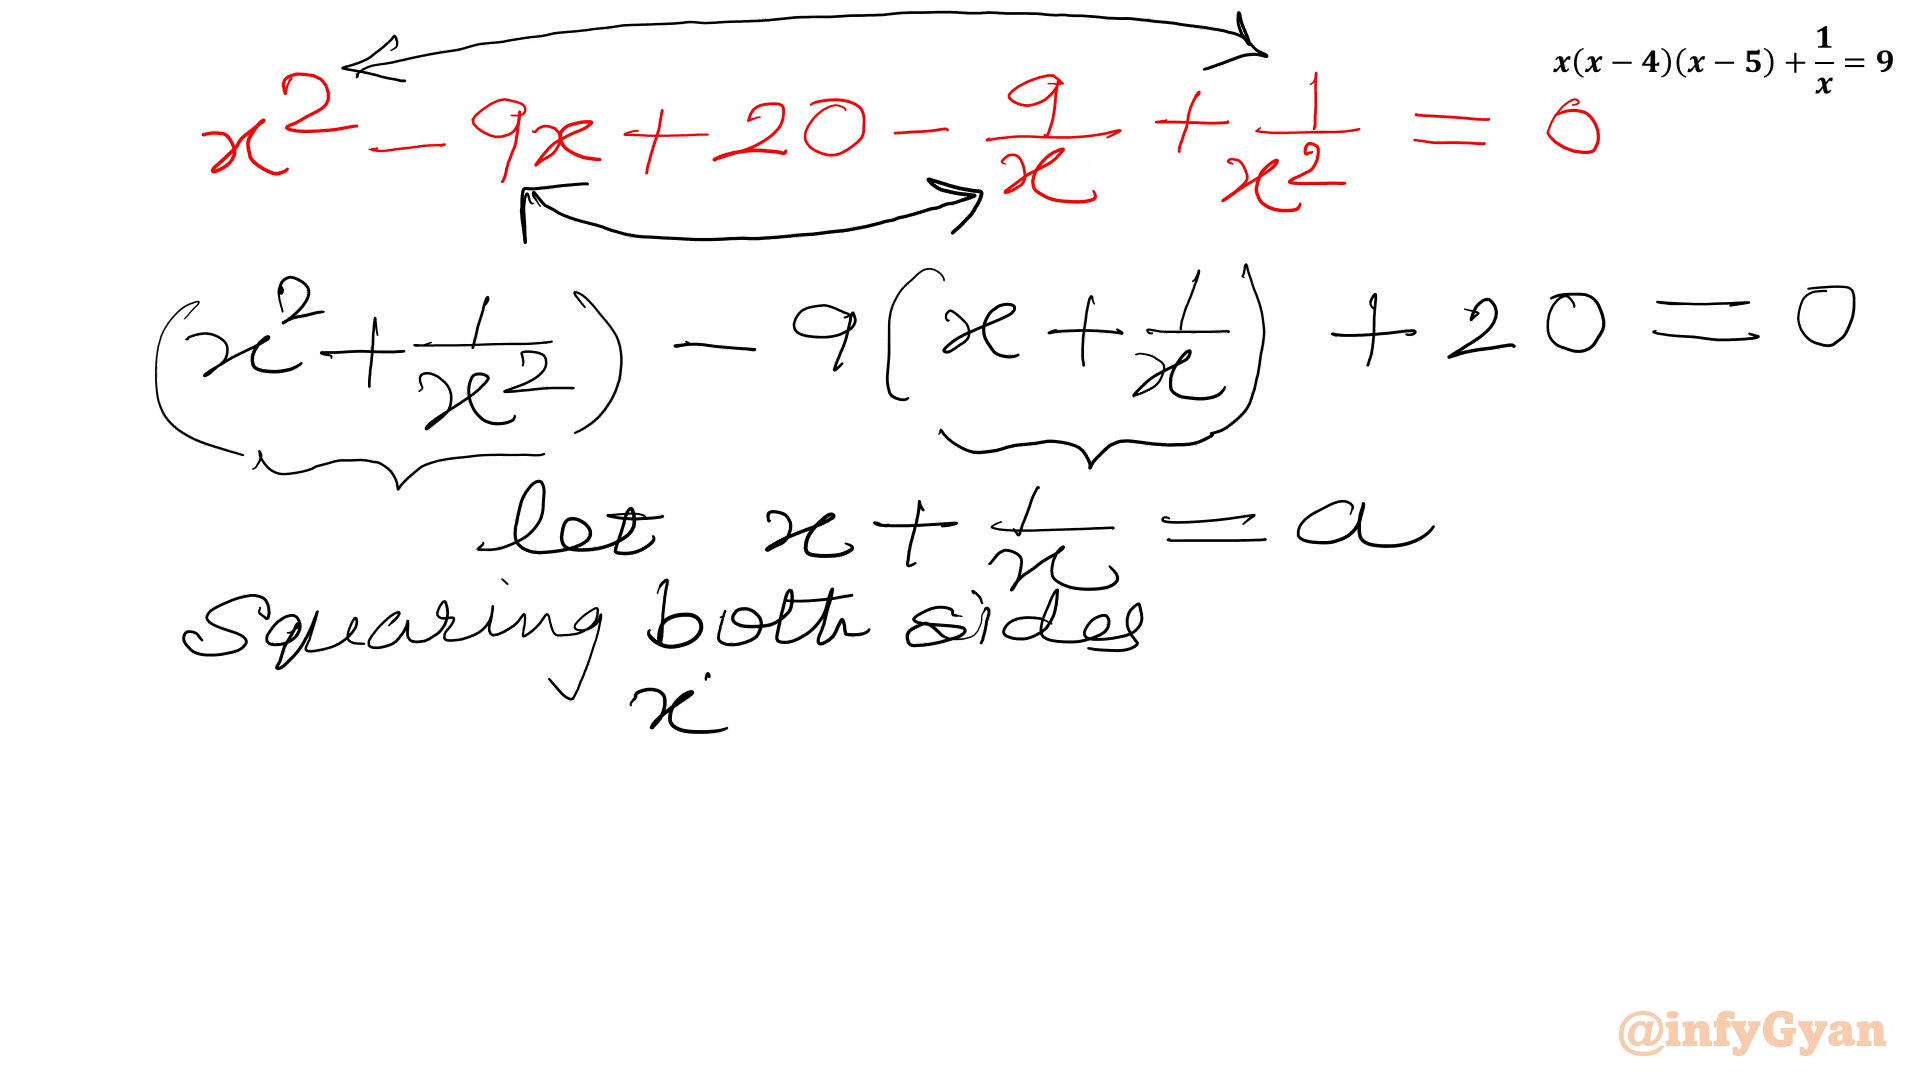 x(x − 4)(x − 5) + 1/x = 9
x² − 9x + 20 − 9/x + 1/x² = 0
(x² + 1/x²) − 9(x + 1/x) + 20 = 0
let x + 1/x = a
Squaring both sides
x
@infyGyan